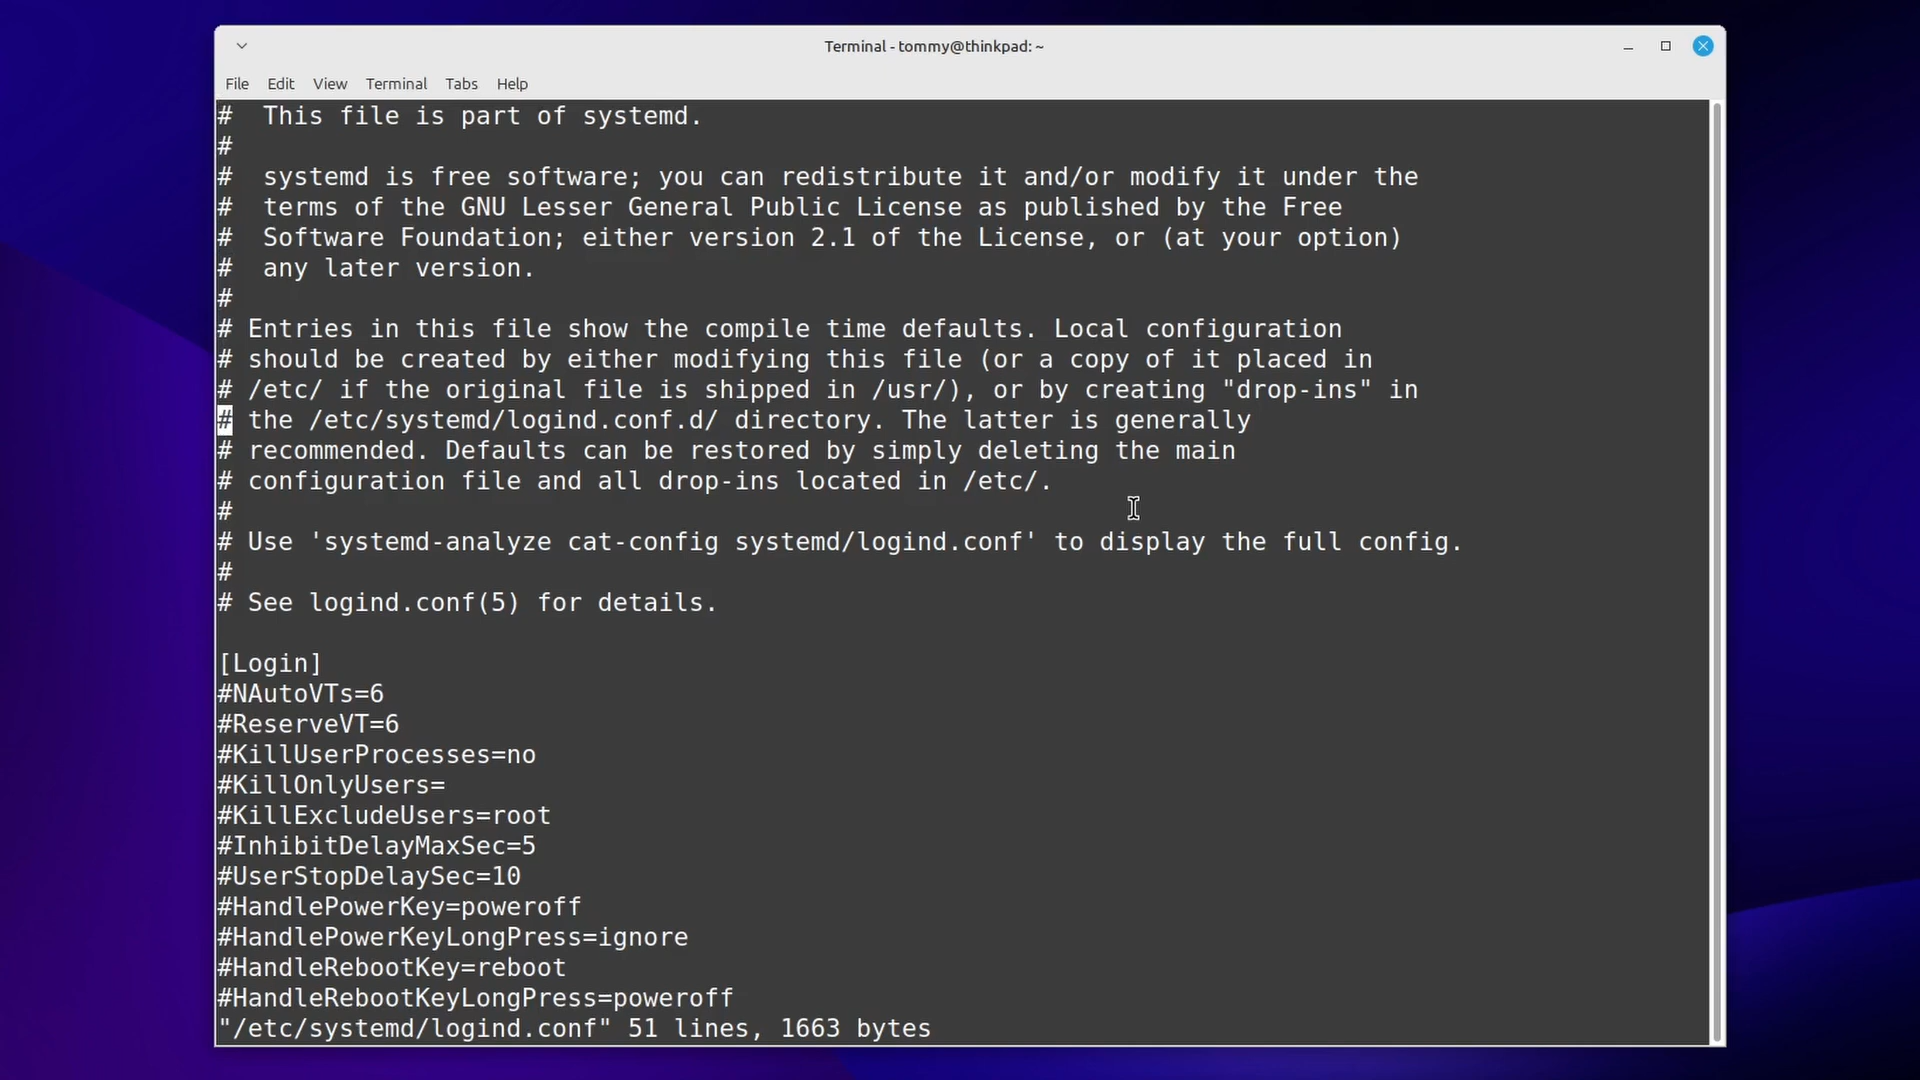 Terminal - tommy@thinkpad: ~
File Edit View Terminal Tabs Help
#  This file is part of systemd.
#
#  systemd is free software; you can redistribute it and/or modify it under the
#  terms of the GNU Lesser General Public License as published by the Free
#  Software Foundation; either version 2.1 of the License, or (at your option)
#  any later version.
#
# Entries in this file show the compile time defaults. Local configuration
# should be created by either modifying this file (or a copy of it placed in
# /etc/ if the original file is shipped in /usr/), or by creating "drop-ins" in
# the /etc/systemd/logind.conf.d/ directory. The latter is generally
# recommended. Defaults can be restored by simply deleting the main
# configuration file and all drop-ins located in /etc/.
#
# Use 'systemd-analyze cat-config systemd/logind.conf' to display the full config.
#
# See logind.conf(5) for details.
[Login]
#NAutoVTs=6
#ReserveVT=6
#KillUserProcesses=no
#KillOnlyUsers=
#KillExcludeUsers=root
#InhibitDelayMaxSec=5
#UserStopDelaySec=10
#HandlePowerKey=poweroff
#HandlePowerKeyLongPress=ignore
#HandleRebootKey=reboot
#HandleRebootKeyLongPress=poweroff
"/etc/systemd/logind.conf" 51 lines, 1663 bytes